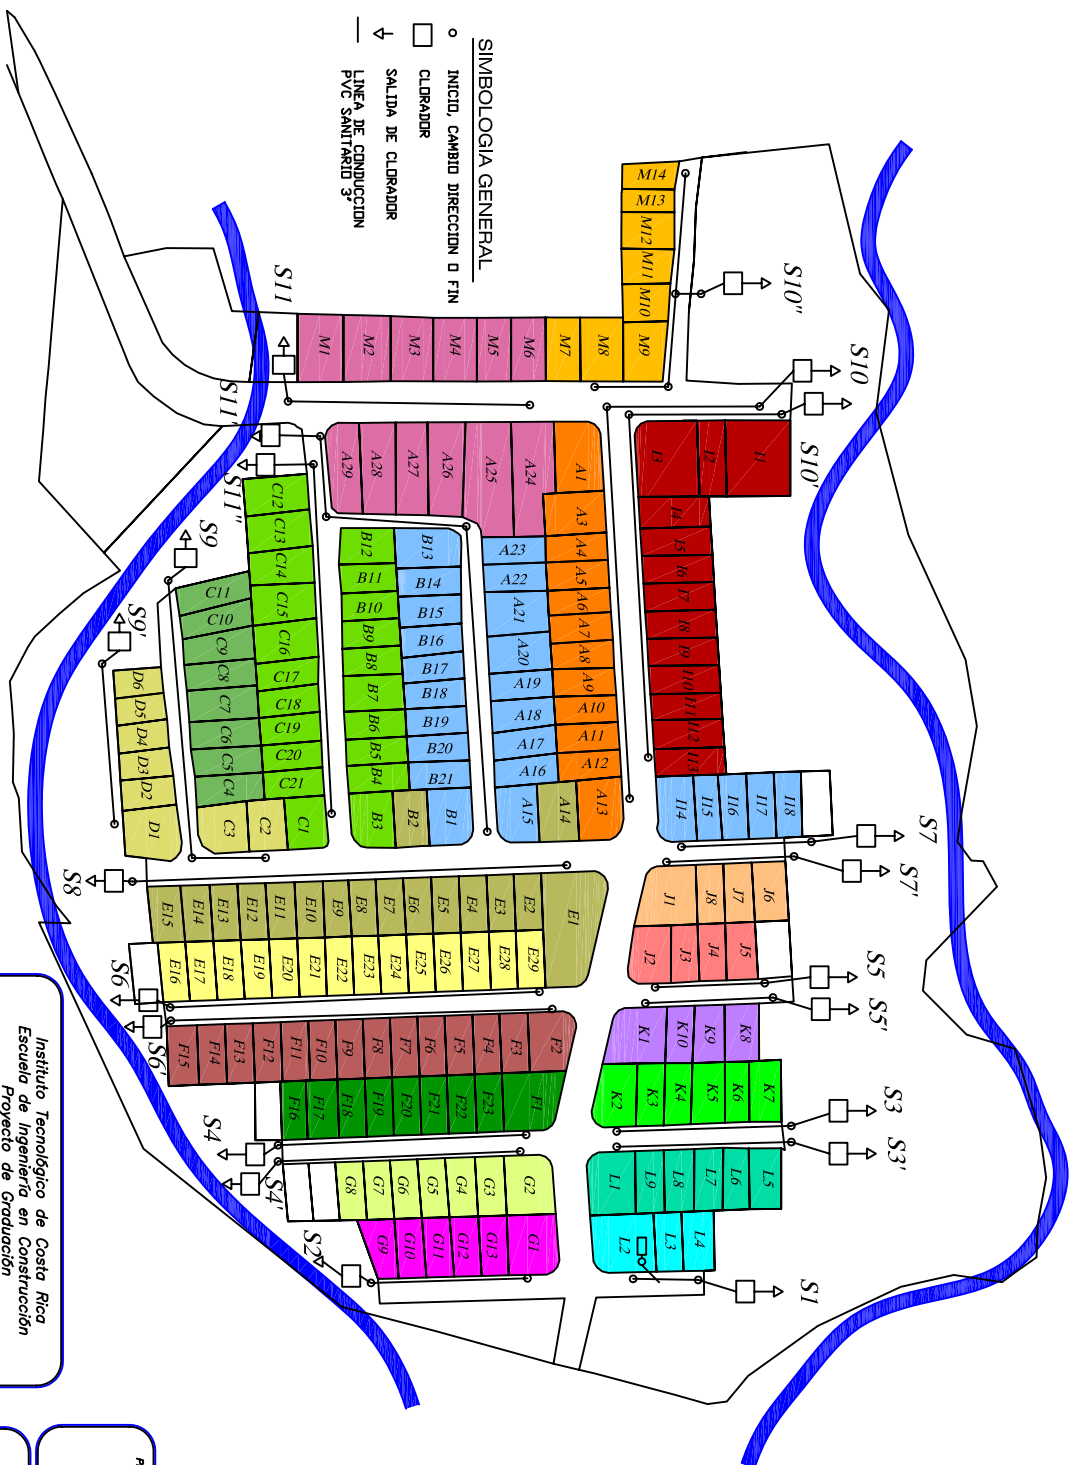 SIMBOLOGIA GENERAL
INICIO, CAMBIO DIRECCION O FIN
CLORADOR
SALIDA DE CLORADOR
LINEA DE CONDUCCION
PVC SANITARIO 3"
S11
S11'
S11"
S10"
S10
S10'
S9
S9'
S8
S7
S7'
S6
S6'
S5
S5'
S4
S4'
S3
S3'
S2
S1
M14
M13
M12
M11
M10
M9
M8
M7
M6
M5
M4
M3
M2
M1
A29
A28
A27
A26
A25
A24
A1
A3
A4
A5
A6
A7
A8
A9
A10
A11
A12
A13
A14
A15
A16
A17
A18
A19
A20
A21
A22
A23
B12
B11
B10
B9
B8
B7
B6
B5
B4
B3
B2
B1
B13
B14
B15
B16
B17
B18
B19
B20
B21
C12
C13
C14
C15
C16
C17
C18
C19
C20
C21
C1
C2
C3
C4
C5
C6
C7
C8
C9
C10
C11
D6
D5
D4
D3
D2
D1
I1
I2
I3
I4
I5
I6
I7
I8
I9
I10
I11
I12
I13
I14
I15
I16
I17
I18
J1
J8
J7
J6
J2
J3
J4
J5
E1
E2
E3
E4
E5
E6
E7
E8
E9
E10
E11
E12
E13
E14
E15
E16
E17
E18
E19
E20
E21
E22
E23
E24
E25
E26
E27
E28
E29
K1
K10
K9
K8
K2
K3
K4
K5
K6
K7
F2
F3
F4
F5
F6
F7
F8
F9
F10
F11
F12
F13
F14
F15
F1
F23
F22
F21
F20
F19
F18
F17
F16
L1
L9
L8
L7
L6
L5
L2
L3
L4
G2
G3
G4
G5
G6
G7
G8
G1
G13
G12
G11
G10
G9
Instituto Tecnológico de Costa Rica
Escuela de Ingeniería en Construcción
Proyecto de Graduación